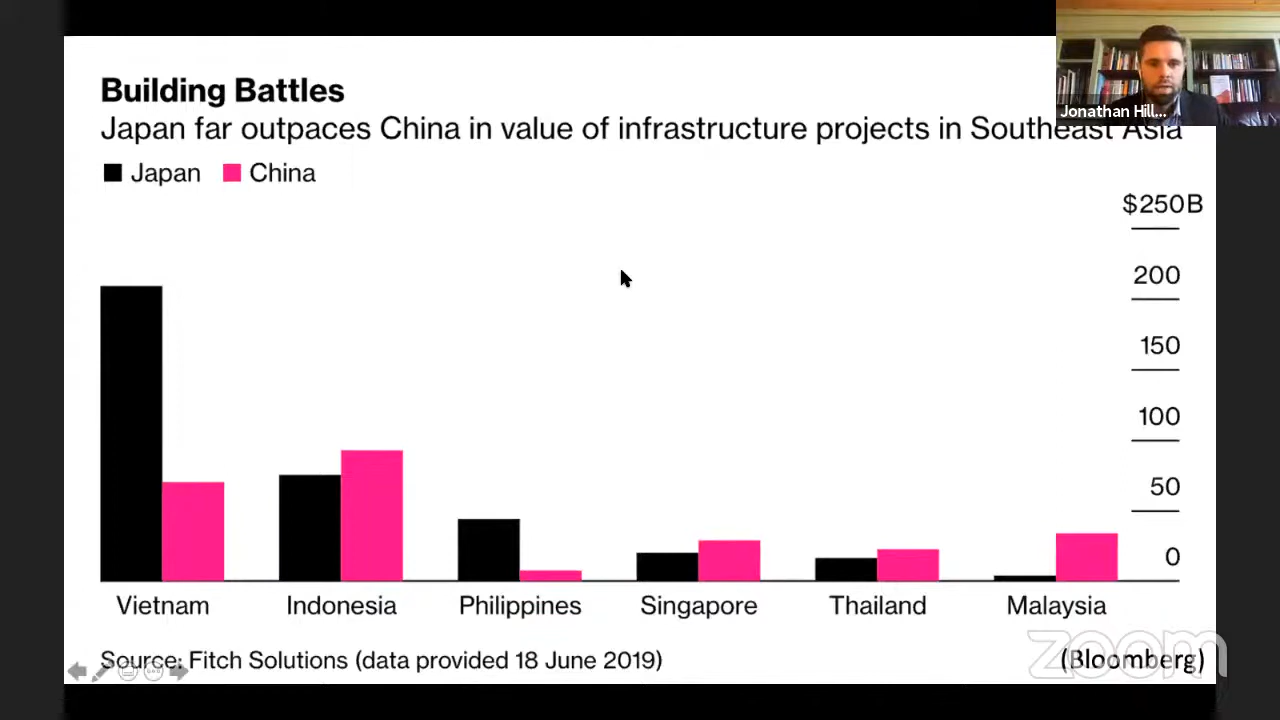 Building Battles
Japan far outpaces China in value of infrastructure projects in Southeast Asia
Japan China
$250B
200
150
100
50
0
Vietnam Indonesia Philippines Singapore Thailand Malaysia
Source: Fitch Solutions (data provided 18 June 2019)
(Bloomberg)
Jonathan Hill...
zoom